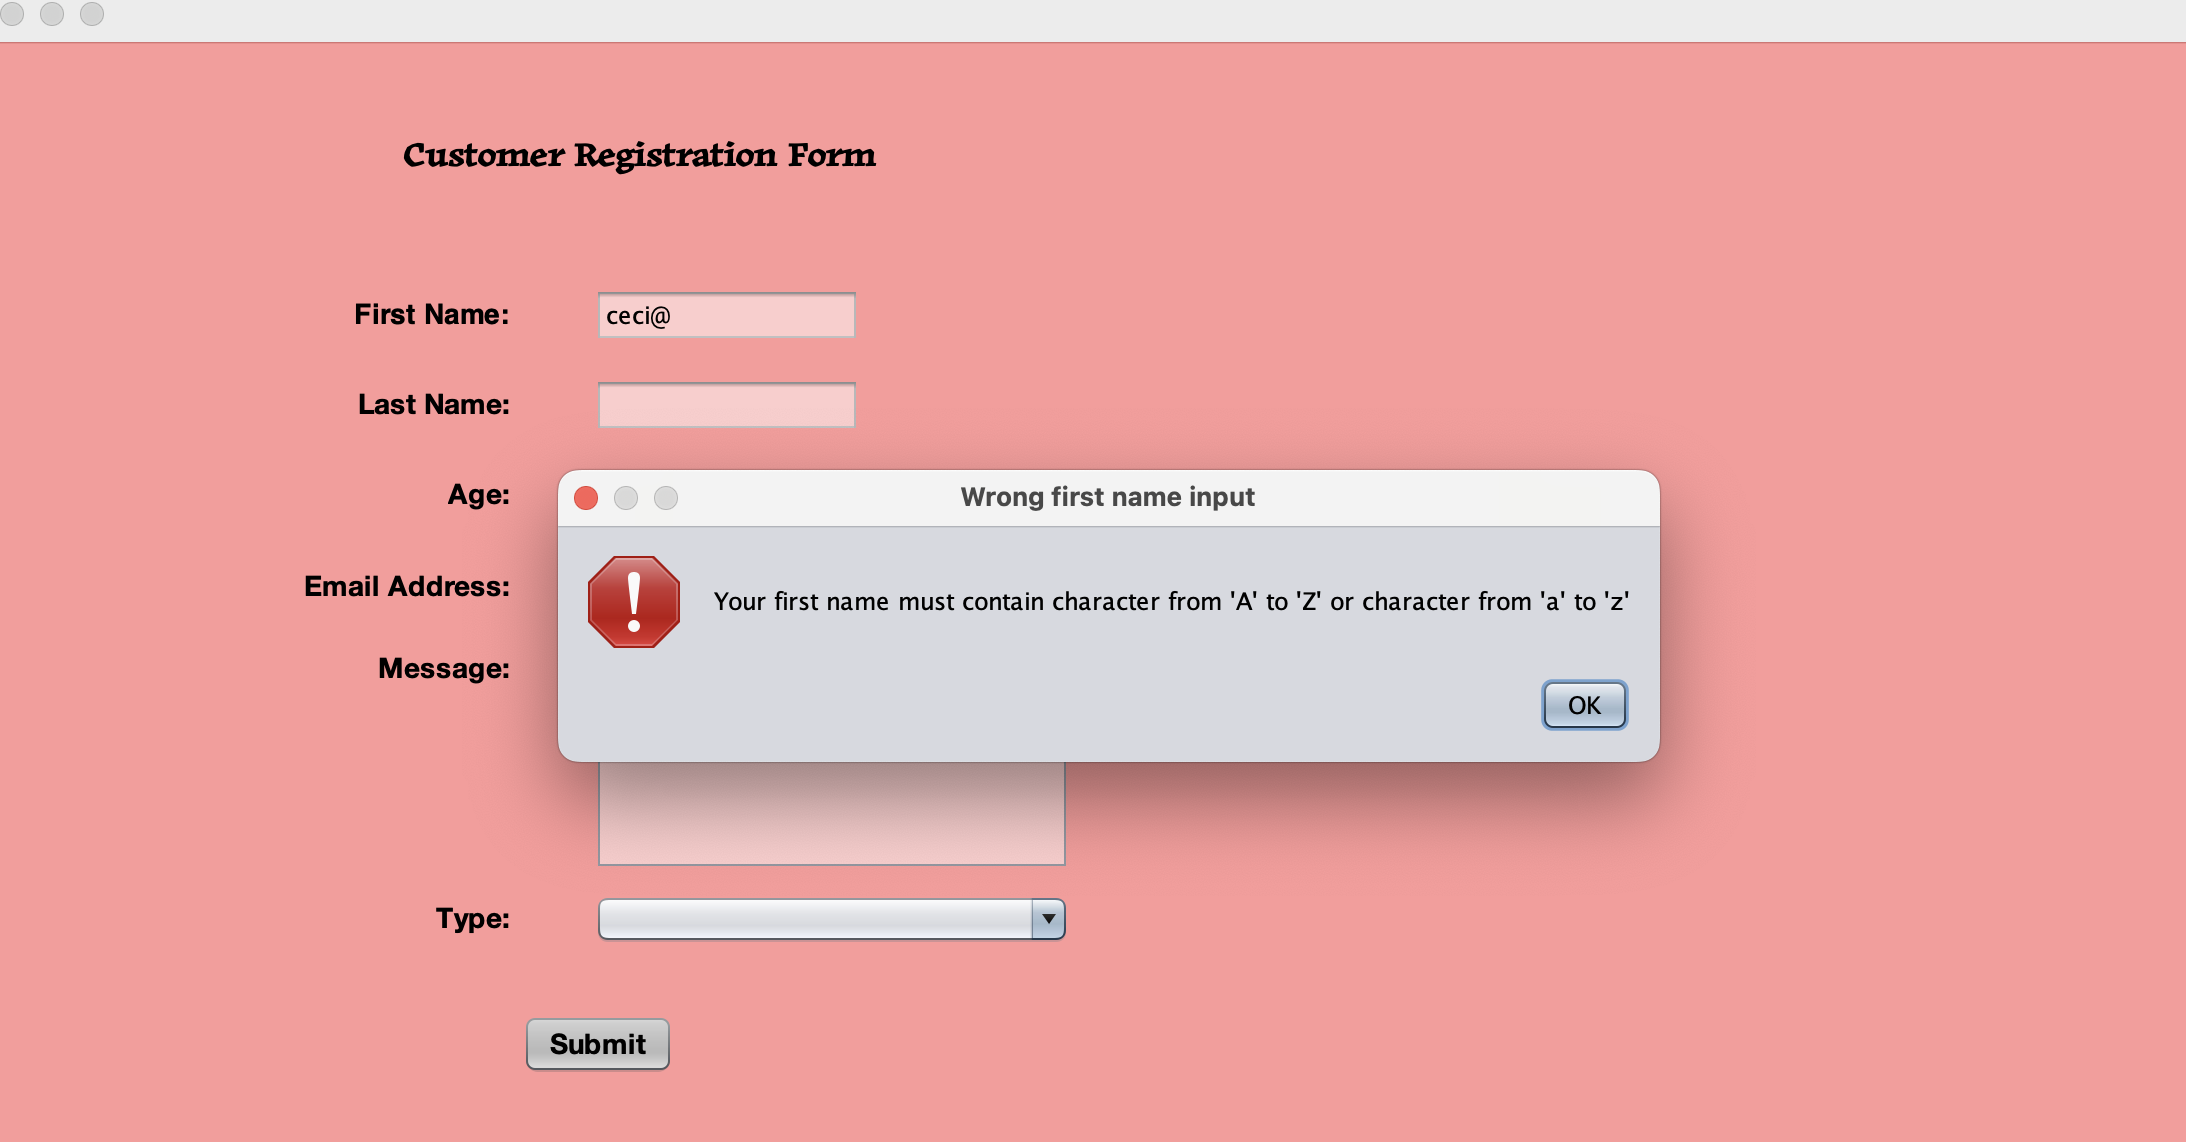 Customer Registration Form
First Name:
ceci@
Last Name:
Age:
Wrong first name input
Your first name must contain character from 'A' to 'Z' or character from 'a' to 'z'
OK
Email Address:
Message:
Type:
Submit